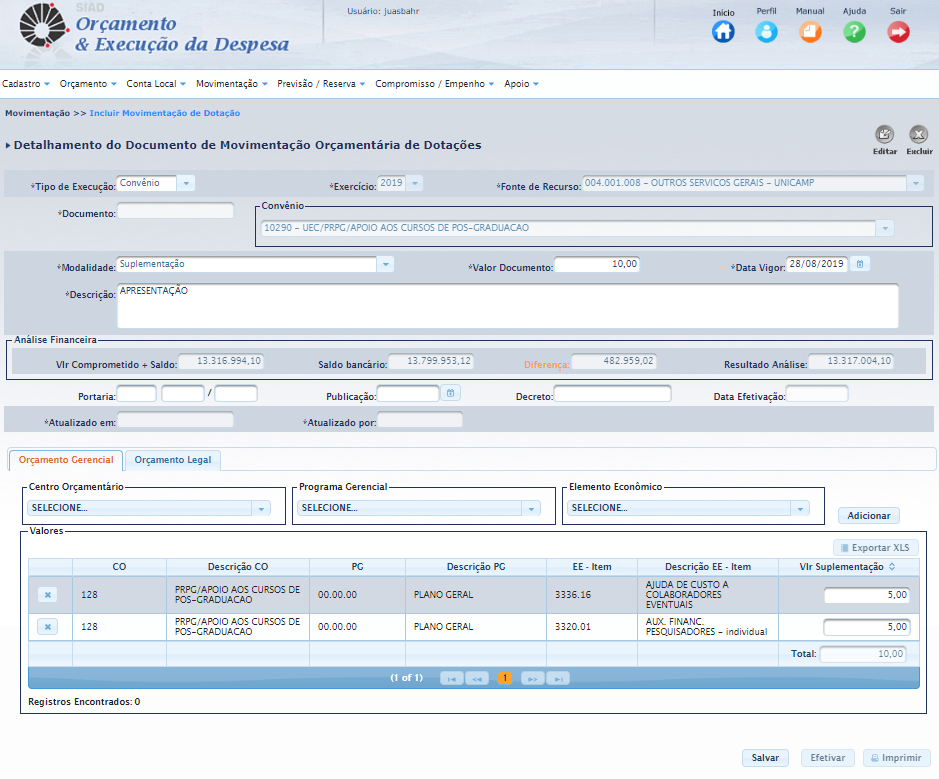 SIAD
Orçamento
& Execução da Despesa
Usuário: juasbahr
Início Perfil Manual Ajuda Sair
Cadastro Orçamento Conta Local Movimentação Previsão / Reserva Compromisso / Empenho Apoio
Movimentação >> Incluir Movimentação de Dotação
Detalhamento do Documento de Movimentação Orçamentária de Dotações
Editar Excluir
*Tipo de Execução: Convênio *Exercício: 2019 *Fonte de Recurso: 004.001.008 - OUTROS SERVICOS GERAIS - UNICAMP
*Documento:
Convênio
10290 - UEC/PRPG/APOIO AOS CURSOS DE POS-GRADUACAO
*Modalidade: Suplementação *Valor Documento: 10,00 *Data Vigor: 28/08/2019
*Descrição: APRESENTAÇÃO
Análise Financeira
Vlr Comprometido + Saldo: 13.316.994,10 Saldo bancário: 13.799.953,12 Diferença: 482.959,02 Resultado Análise: 13.317.004,10
Portaria: / Publicação: Decreto: Data Efetivação:
*Atualizado em: *Atualizado por:
Orçamento Gerencial Orçamento Legal
Centro Orçamentário Programa Gerencial Elemento Econômico
SELECIONE... SELECIONE... SELECIONE...
Adicionar
Valores
Exportar XLS
CO Descrição CO PG Descrição PG EE - Item Descrição EE - Item Vlr Suplementação
128 PRPG/APOIO AOS CURSOS DE POS-GRADUACAO 00.00.00 PLANO GERAL 3336.16 AJUDA DE CUSTO A COLABORADORES EVENTUAIS 5,00
128 PRPG/APOIO AOS CURSOS DE POS-GRADUACAO 00.00.00 PLANO GERAL 3320.01 AUX. FINANC. PESQUISADORES - individual 5,00
Total: 10,00
(1 of 1) 1
Registros Encontrados: 0
Salvar Efetivar Imprimir